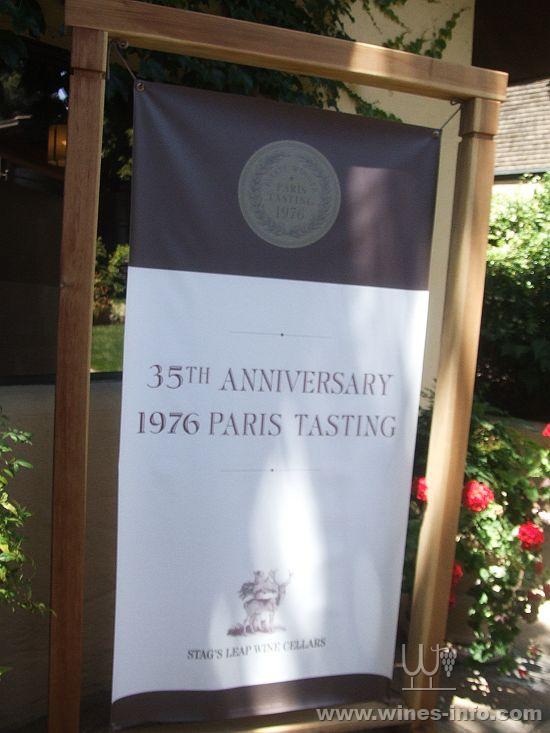 PARIS
TASTING
1976
35TH ANNIVERSARY
1976 PARIS TASTING
STAG'S LEAP WINE CELLARS
www.wines-info.com